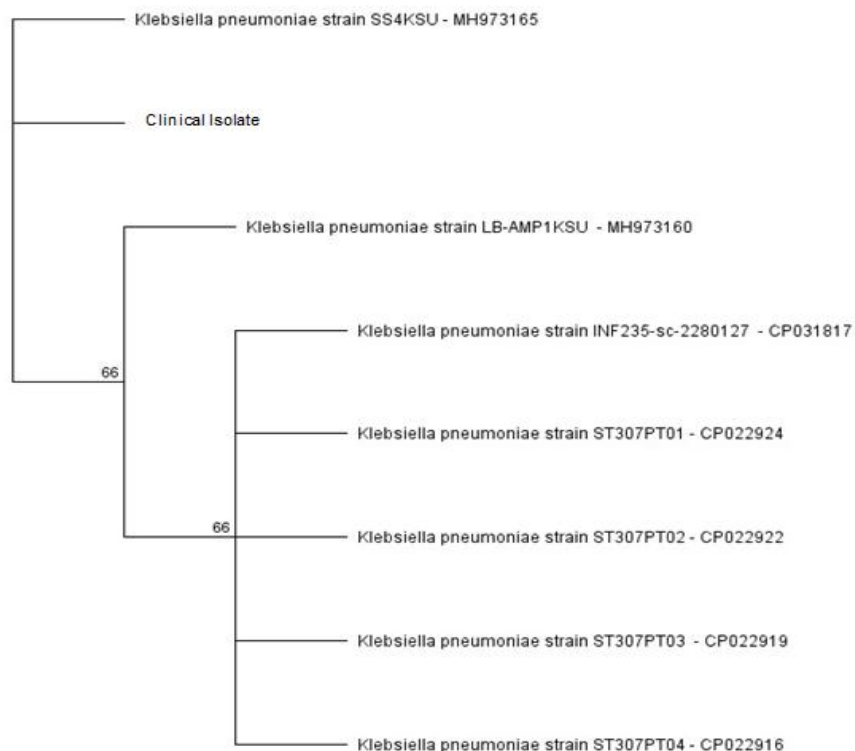 Klebsiella pneumoniae strain SS4KSU - MH973165
Clinical Isolate
Klebsiella pneumoniae strain LB-AMP1KSU - MH973160
Klebsiella pneumoniae strain INF235-sc-2280127 - CP031817
66
Klebsiella pneumoniae strain ST307PT01 - CP022924
66
Klebsiella pneumoniae strain ST307PT02 - CP022922
Klebsiella pneumoniae strain ST307PT03 - CP022919
Klebsiella pneumoniae strain ST307PT04 - CP022916